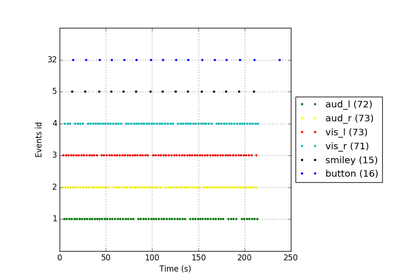 32
5
4
3
2
1
Events id
0 50 100 150 200 250
Time (s)
aud_l (72)
aud_r (73)
vis_l (73)
vis_r (71)
smiley (15)
button (16)